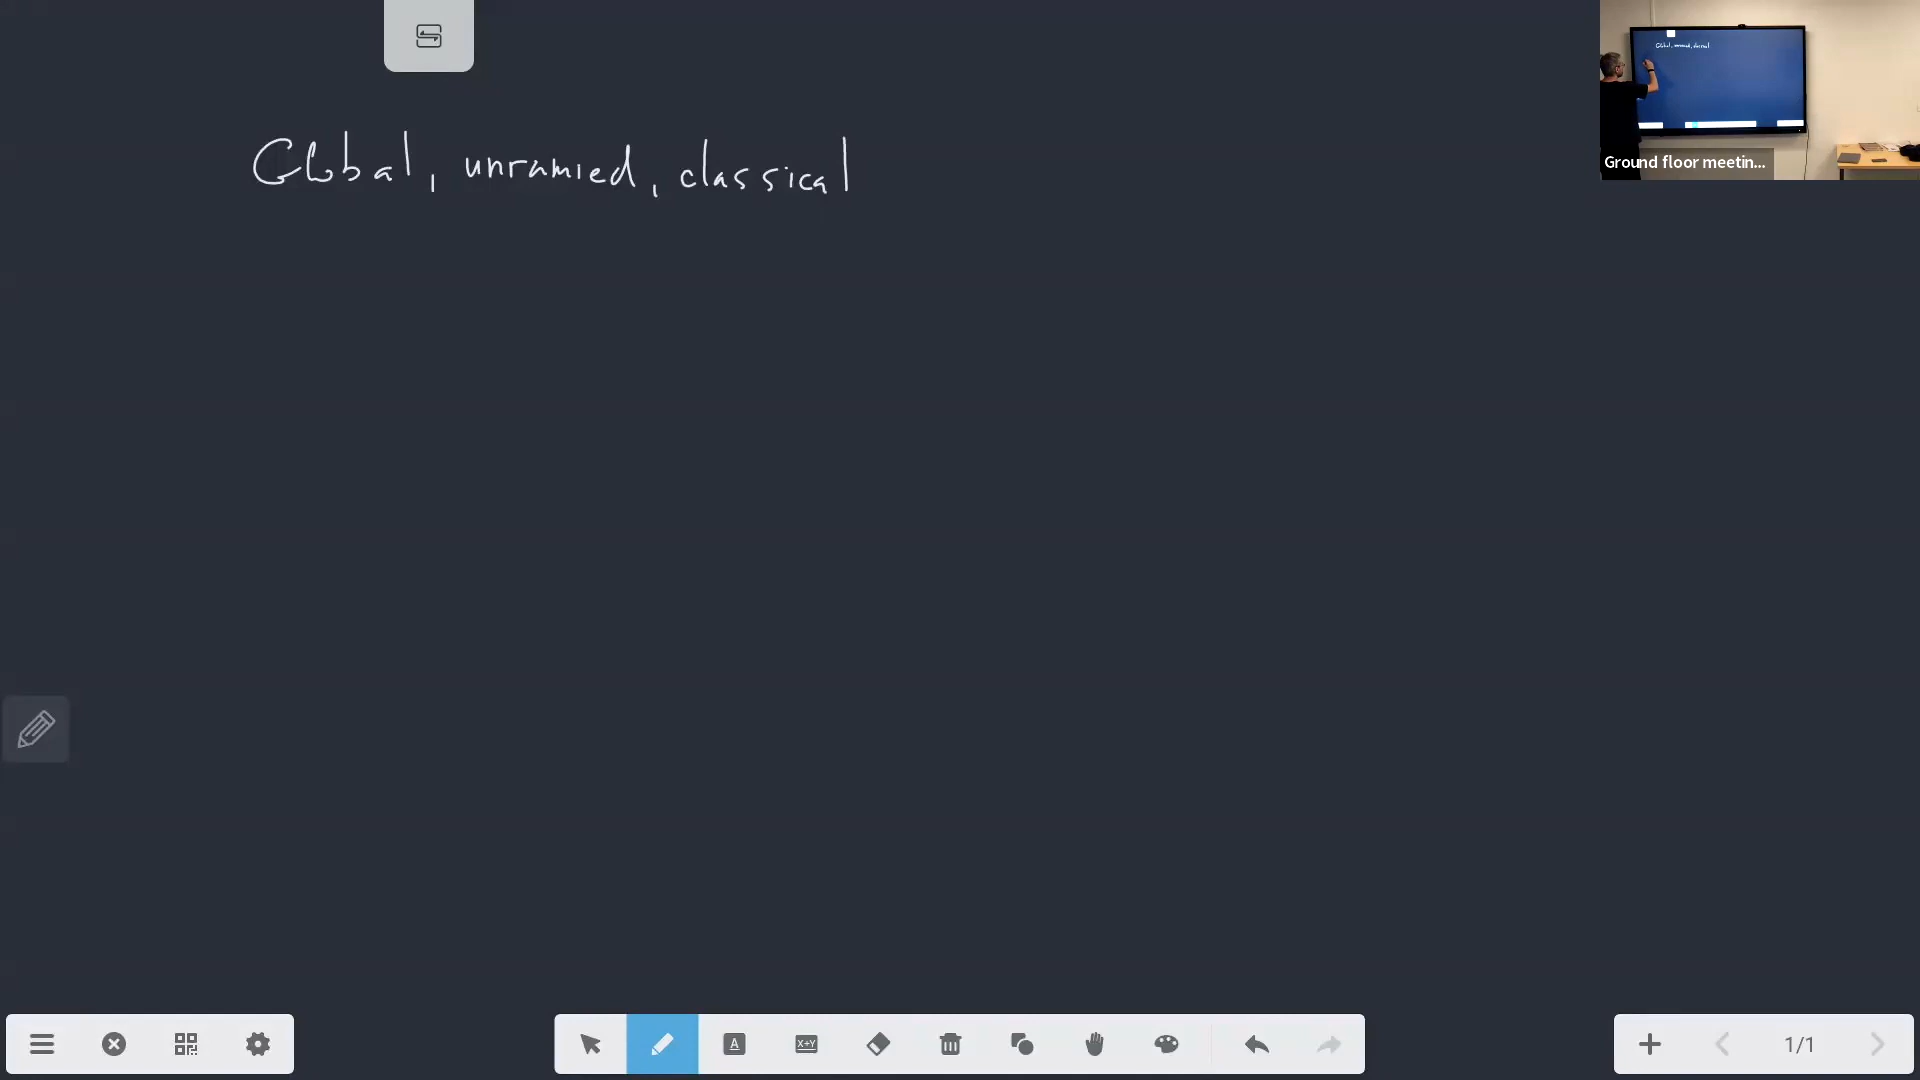 Global, unramied, classical
Ground floor meetin...
A
X+Y
1/1